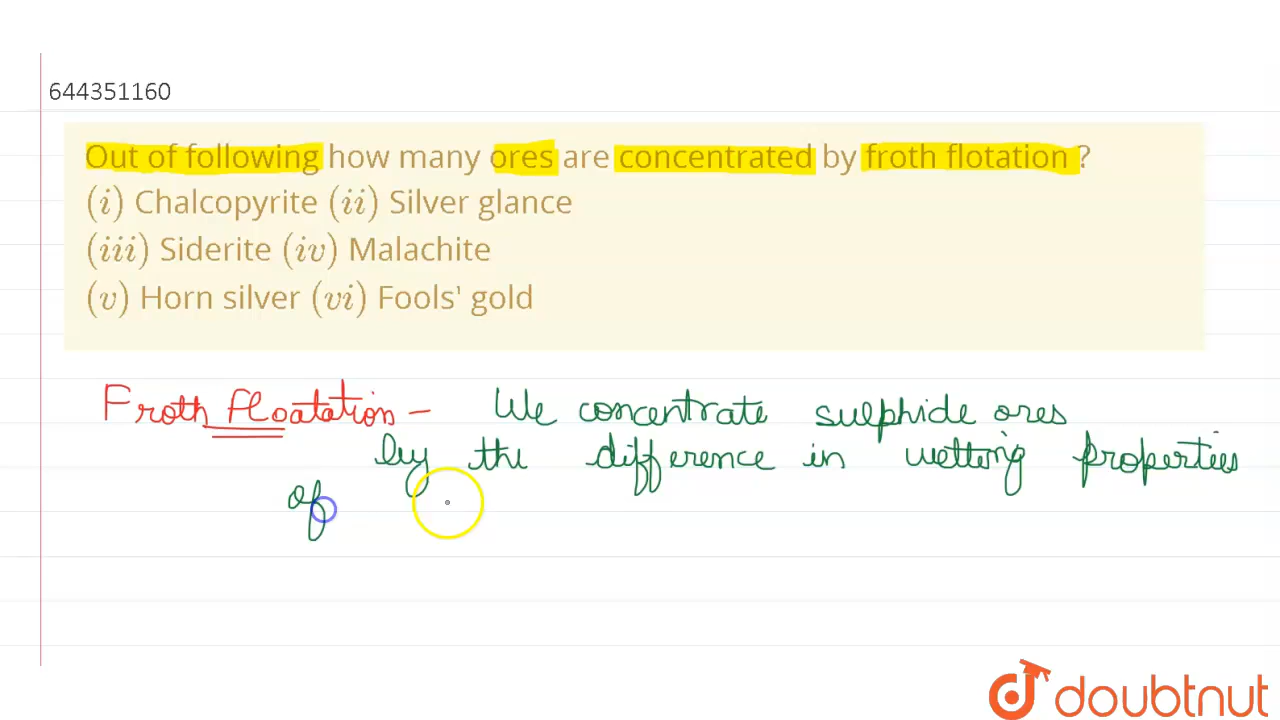 644351160
Out of following how many ores are concentrated by froth flotation ?
(i) Chalcopyrite (ii) Silver glance
(iii) Siderite (iv) Malachite
(v) Horn silver (vi) Fools' gold
Froth Floatation - We concentrate sulphide ores
by the difference in wetting properties
of
doubtnut